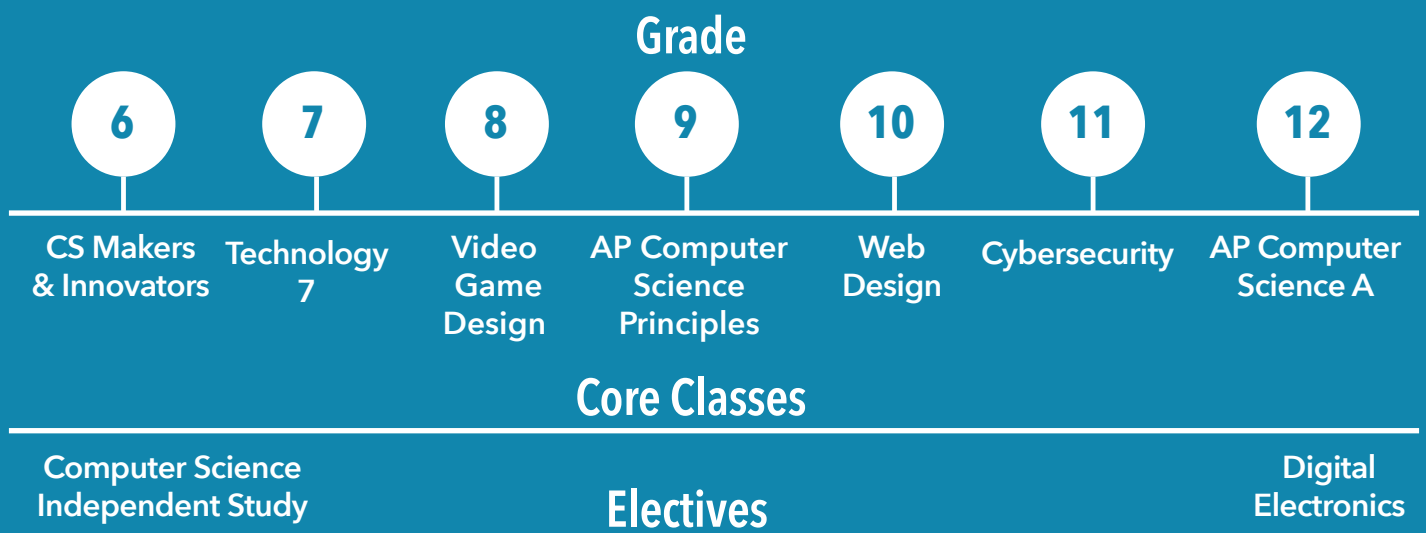 Grade
6 7 8 9 10 11 12
CS Makers
& Innovators
Technology
7
Video
Game
Design
AP Computer
Science
Principles
Web
Design
Cybersecurity
AP Computer
Science A
Core Classes
Computer Science
Independent Study
Electives
Digital
Electronics